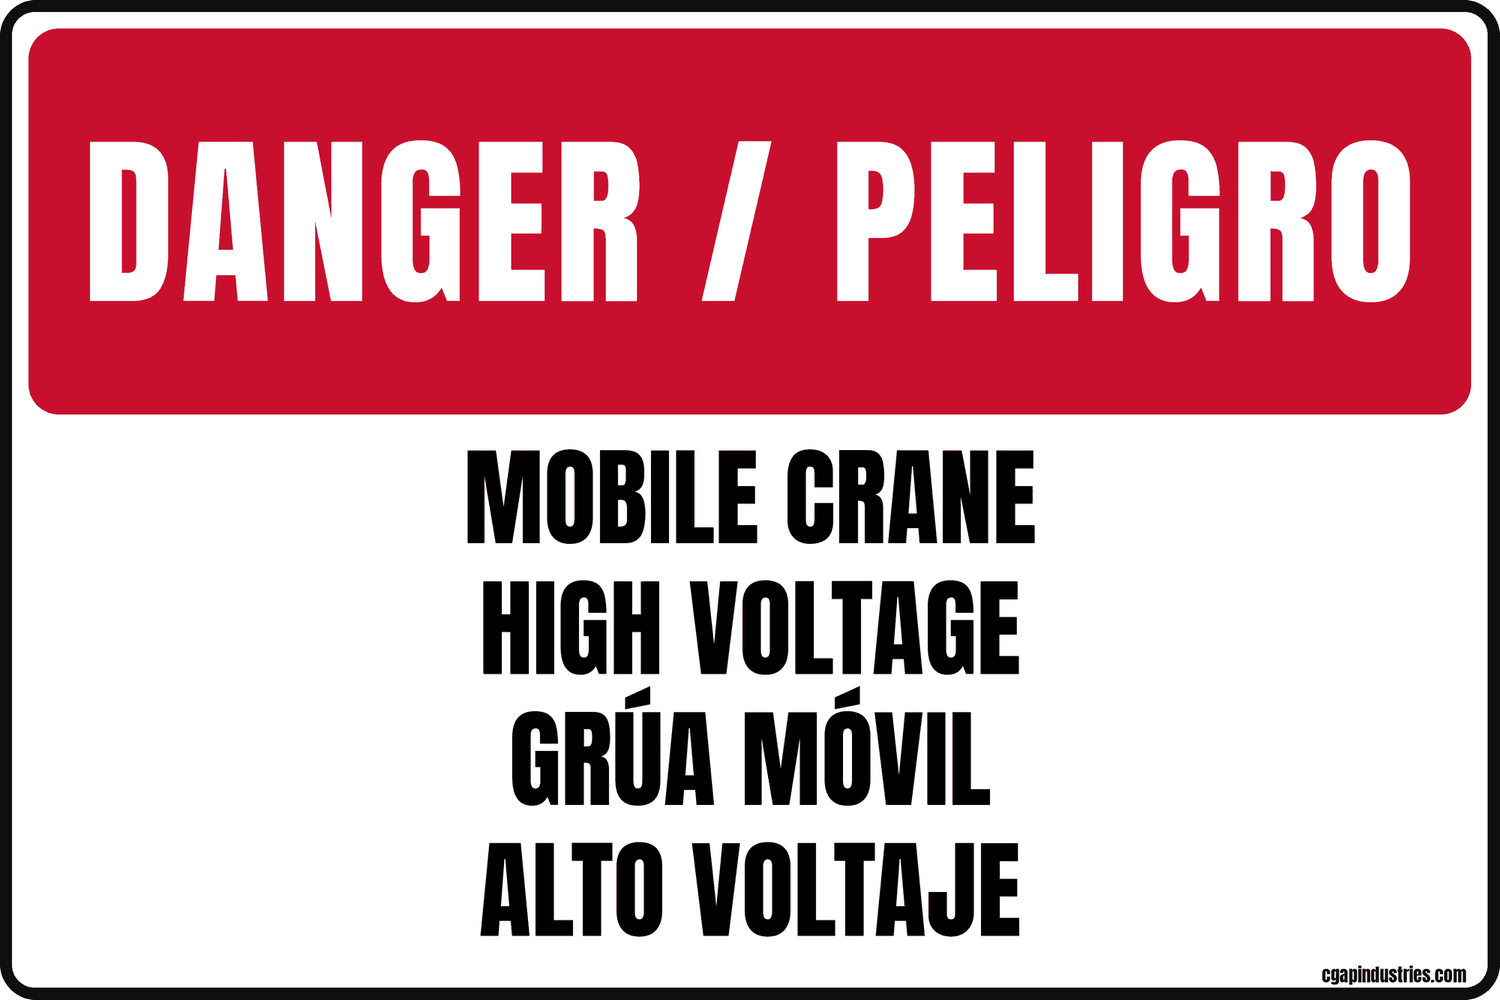 DANGER / PELIGRO
MOBILE CRANE
HIGH VOLTAGE
GRÚA MÓVIL
ALTO VOLTAJE
cgapindustries.com